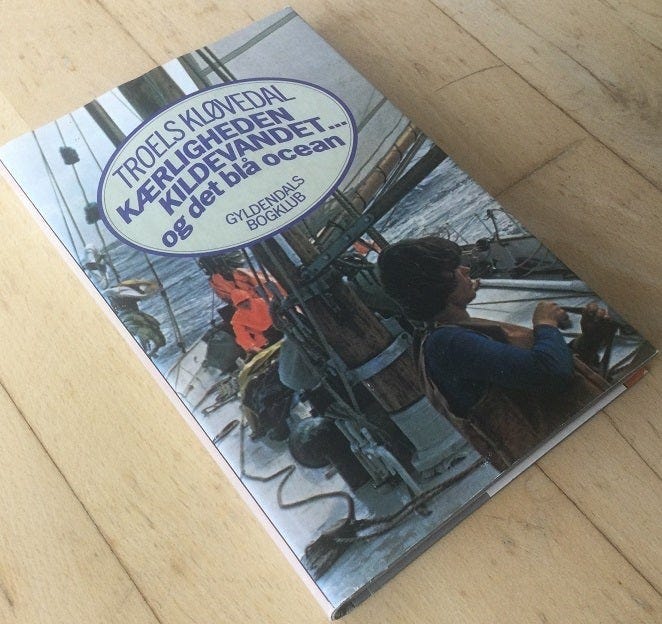 TROELS KLØVEDAL
KÆRLIGHEDEN
KILDEVANDET...
og det blå ocean
GYLDENDALS
BOGKLUB